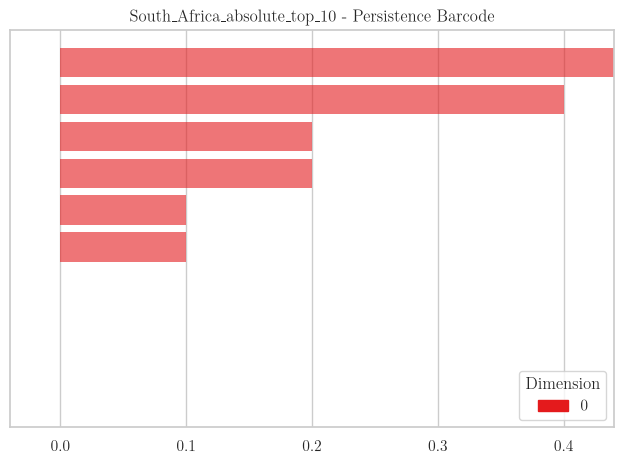 South_Africa_absolute_top_10 - Persistence Barcode
Dimension
0
0.0 0.1 0.2 0.3 0.4